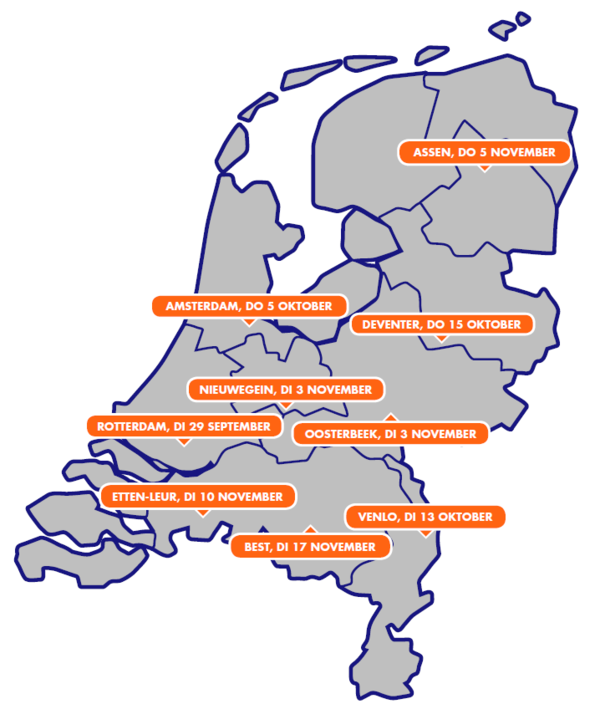 ASSEN, DO 5 NOVEMBER
AMSTERDAM, DO 5 OKTOBER
DEVENTER, DO 15 OKTOBER
NIEUWEGEIN, DI 3 NOVEMBER
ROTTERDAM, DI 29 SEPTEMBER
OOSTERBEEK, DI 3 NOVEMBER
ETTEN-LEUR, DI 10 NOVEMBER
VENLO, DI 13 OKTOBER
BEST, DI 17 NOVEMBER